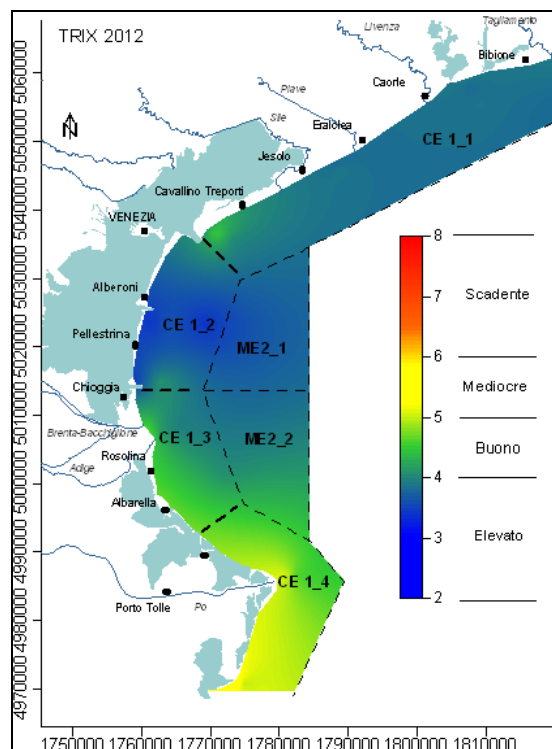 TRIX 2012
Livenza
Tagliamento
Bibione
Caorle
Piave
Eraclea
Sile
Jesolo
CE 1_1
Cavallino Treporti
VENEZIA
N
Alberoni
CE 1_2
Pellestrina
ME2_1
Chioggia
Brenta-Bacchiglione
CE 1_3
ME2_2
Rosolina
Adige
Albarella
CE 1_4
Porto Tolle
Po
8
7
6
5
4
3
2
Scadente
Mediocre
Buono
Elevato
5060000
5050000
5040000
5030000
5020000
5010000
5000000
4990000
4980000
4970000
1750000 1760000 1770000 1780000 1790000 1800000 1810000